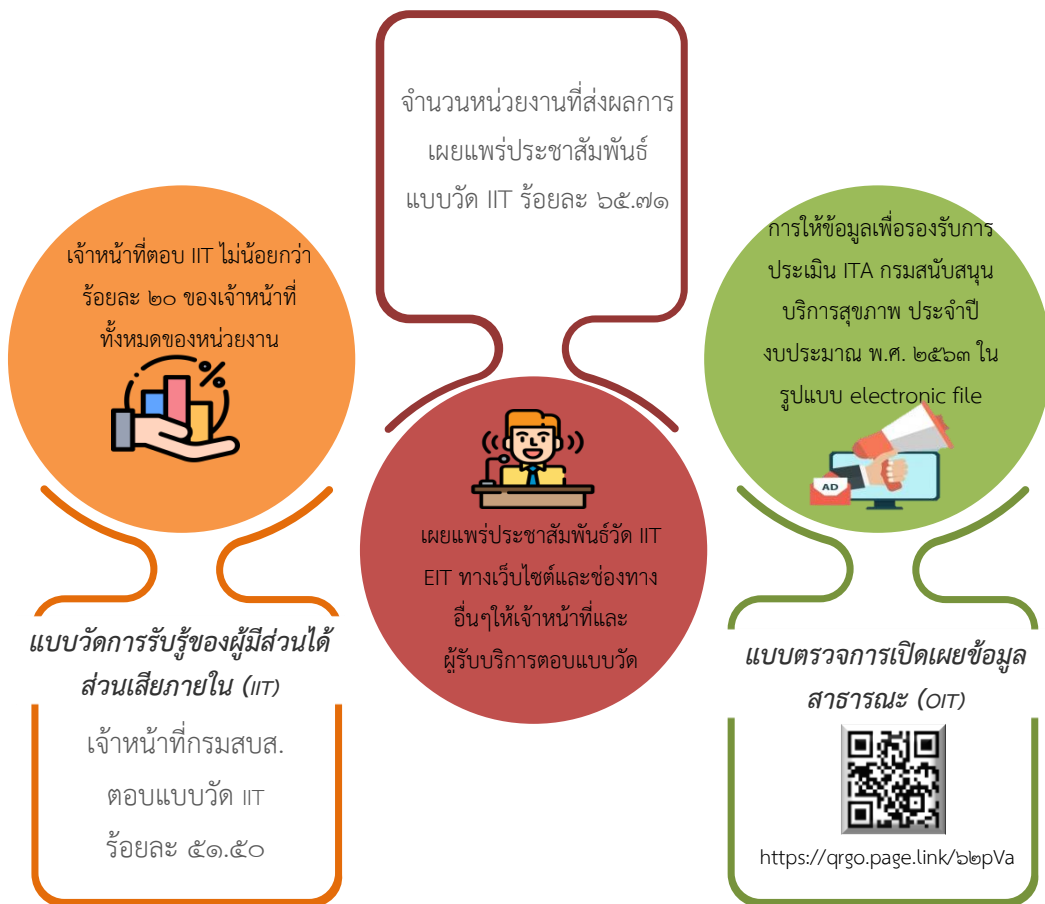 จำนวนหน่วยงานที่ส่งผลการ
เผยแพร่ประชาสัมพันธ์
แบบวัด IIT ร้อยละ ๖๕.๗๑
เจ้าหน้าที่ตอบ IIT ไม่น้อยกว่า
ร้อยละ ๒๐ ของเจ้าหน้าที่
ทั้งหมดของหน่วยงาน
%
การให้ข้อมูลเพื่อรองรับการ
ประเมิน ITA กรมสนับสนุน
บริการสุขภาพ ประจำปี
งบประมาณ พ.ศ. ๒๕๖๓ ใน
รูปแบบ electronic file
AD
เผยแพร่ประชาสัมพันธ์วัด IIT
EIT ทางเว็บไซต์และช่องทาง
อื่นๆให้เจ้าหน้าที่และ
ผู้รับบริการตอบแบบวัด
แบบวัดการรับรู้ของผู้มีส่วนได้
ส่วนเสียภายใน (IIT)
เจ้าหน้าที่กรมสบส.
ตอบแบบวัด IIT
ร้อยละ ๕๑.๕๐
แบบตรวจการเปิดเผยข้อมูล
สาธารณะ (OIT)
https://qrgo.page.link/๖๒pVa